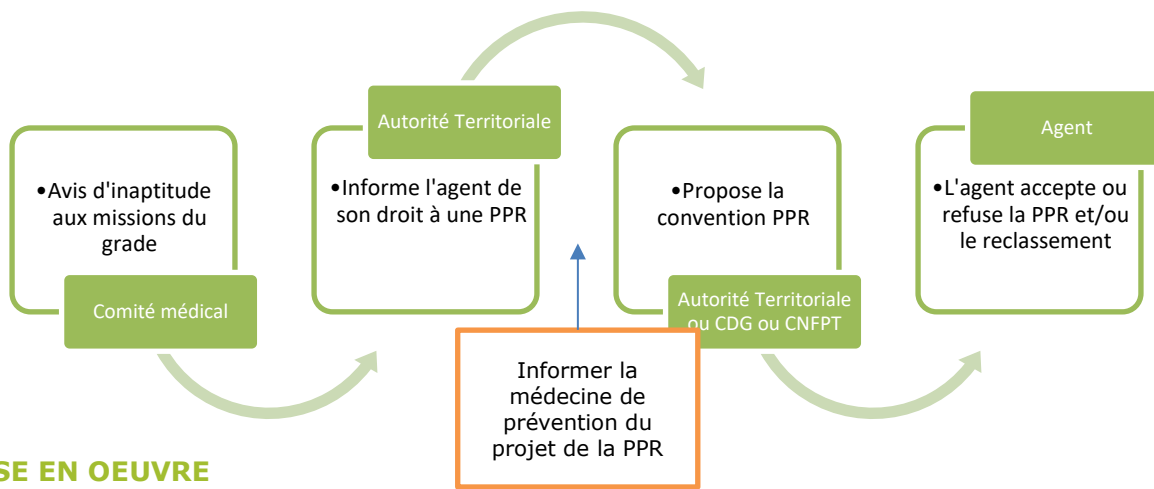 •Avis d'inaptitude
aux missions du
grade
Comité médical
Autorité Territoriale
•Informe l'agent de
son droit à une PPR
Informer la
médecine de
prévention du
projet de la PPR
•Propose la
convention PPR
Autorité Territoriale
ou CDG ou CNFPT
Agent
•L'agent accepte ou
refuse la PPR et/ou
le reclassement
SE EN OEUVRE